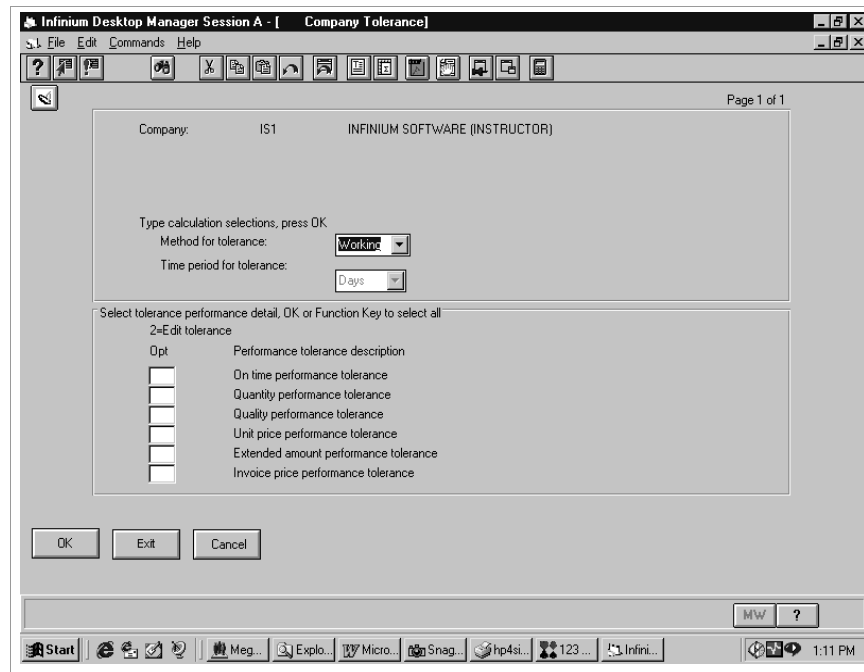 Infinium Desktop Manager Session A - [ Company Tolerance]
File Edit Commands Help
Page 1 of 1
Company: IS1 INFINIUM SOFTWARE (INSTRUCTOR)
Type calculation selections, press OK
Method for tolerance: Working
Time period for tolerance: Days
Select tolerance performance detail, OK or Function Key to select all
2=Edit tolerance
Opt Performance tolerance description
On time performance tolerance
Quantity performance tolerance
Quality performance tolerance
Unit price performance tolerance
Extended amount performance tolerance
Invoice price performance tolerance
OK Exit Cancel
MW ?
Start Meg... Explo... Micro... Snag... hp4si... 123 ... Infini... 1:11 PM